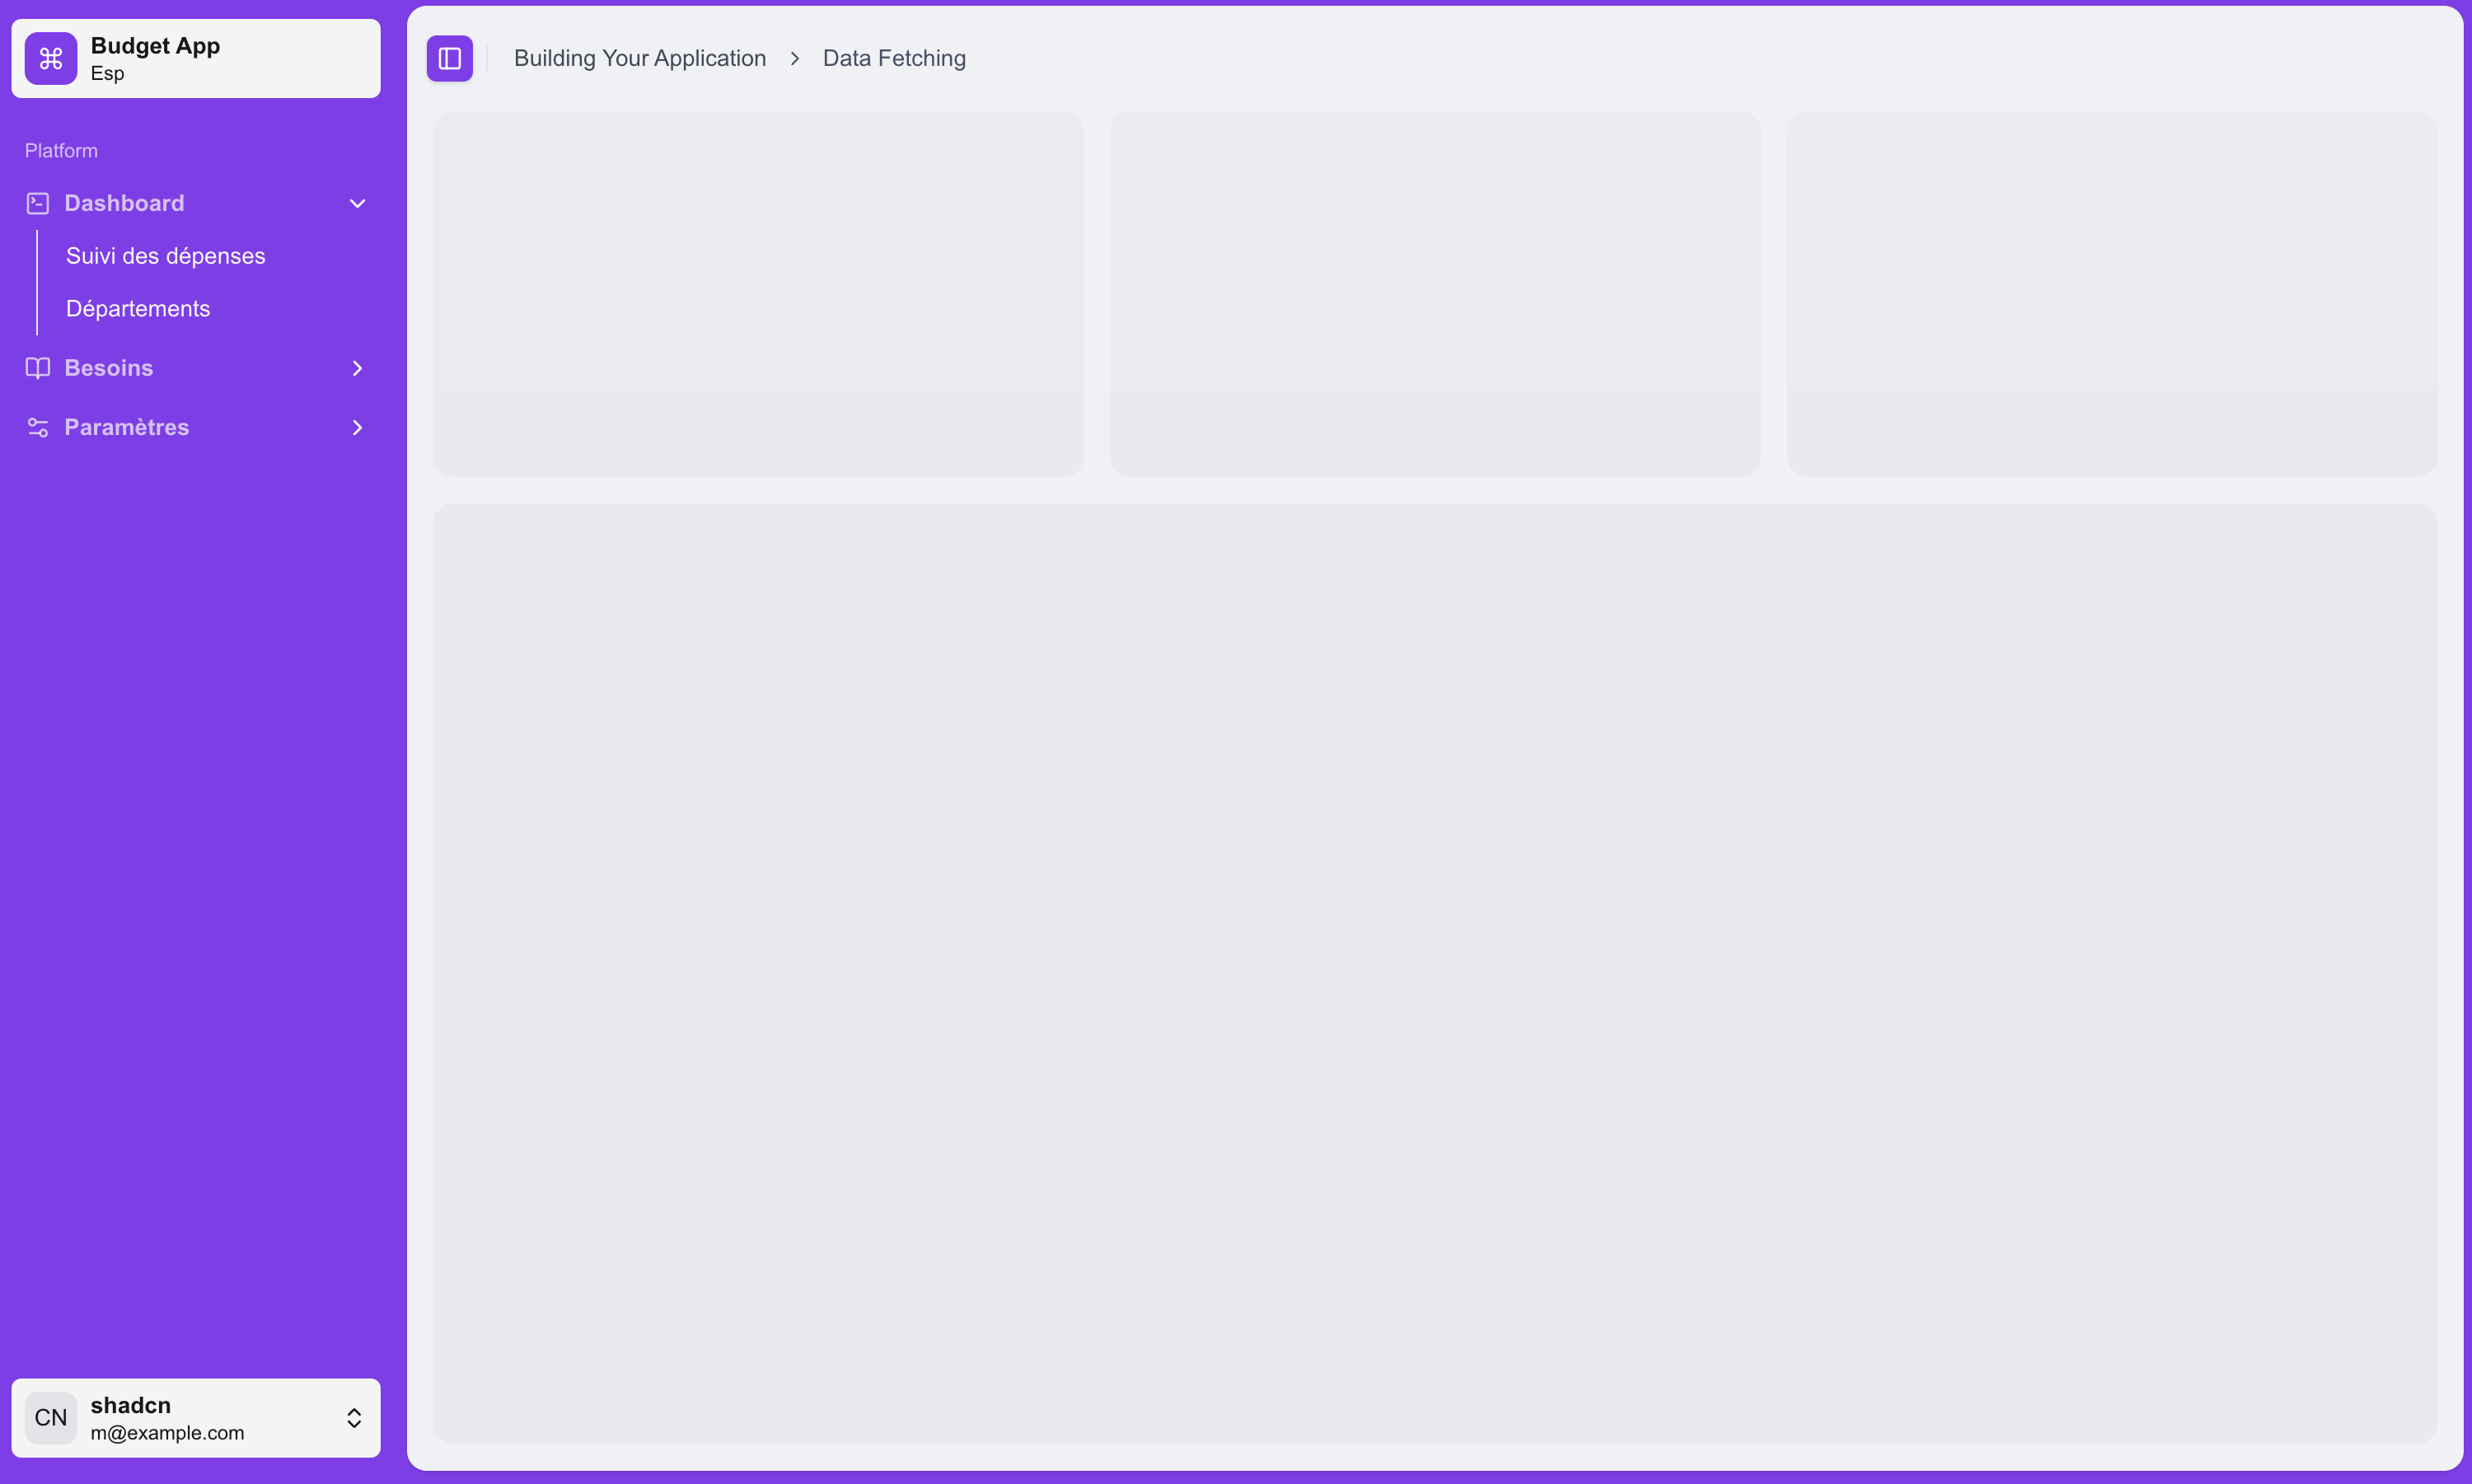 Budget App
Esp
Platform
Dashboard
Suivi des dépenses
Départements
Besoins
Paramètres
CN
shadcn
m@example.com
Building Your Application
Data Fetching